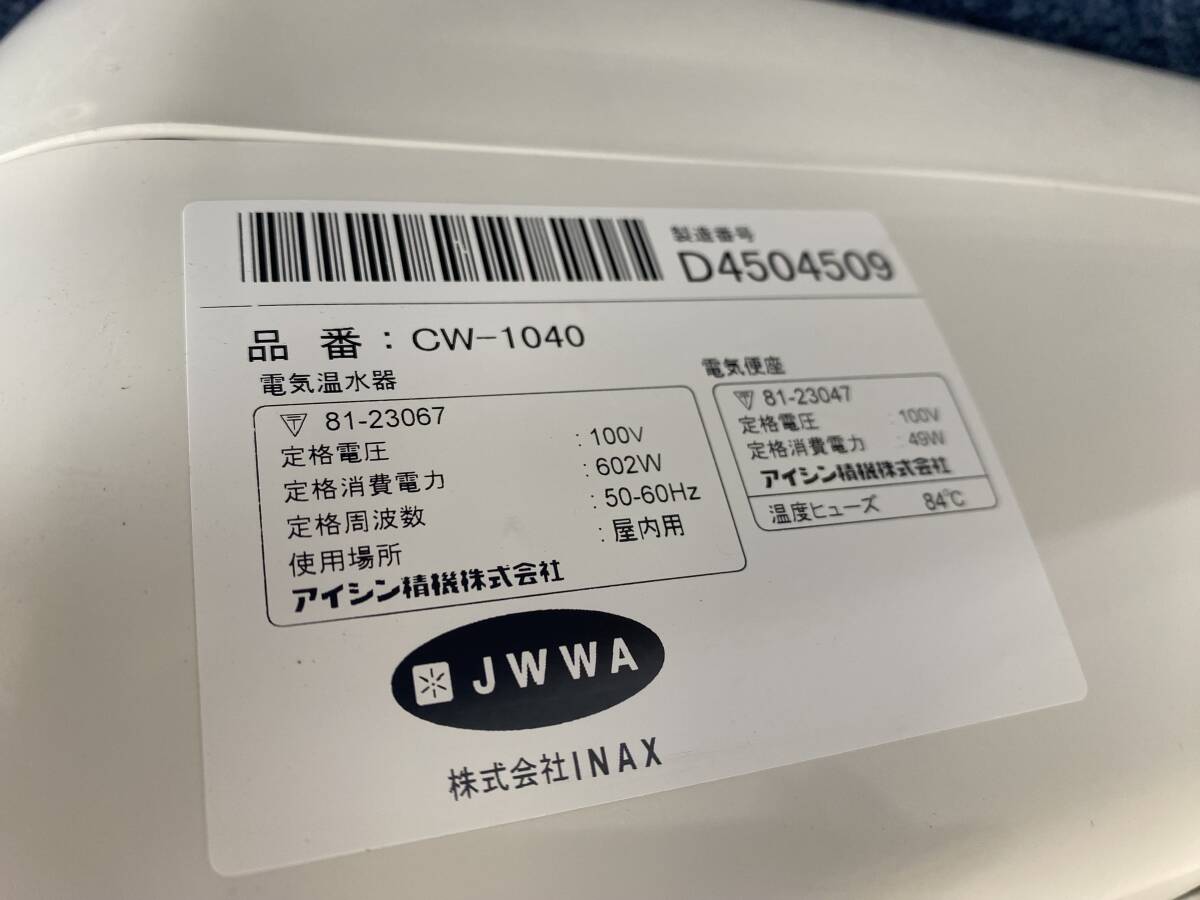 製造番号
D4504509
品 番 : CW-1040
電気温水器
81-23067
定格電圧 : 100V
定格消費電力 : 602W
定格周波数 : 50-60Hz
使用場所 : 屋内用
アイシン精機株式会社
電気便座
81-23047
定格電圧 : 100V
定格消費電力 : 49W
アイシン精機株式会社
温度ヒューズ 84℃
JWWA
株式会社INAX